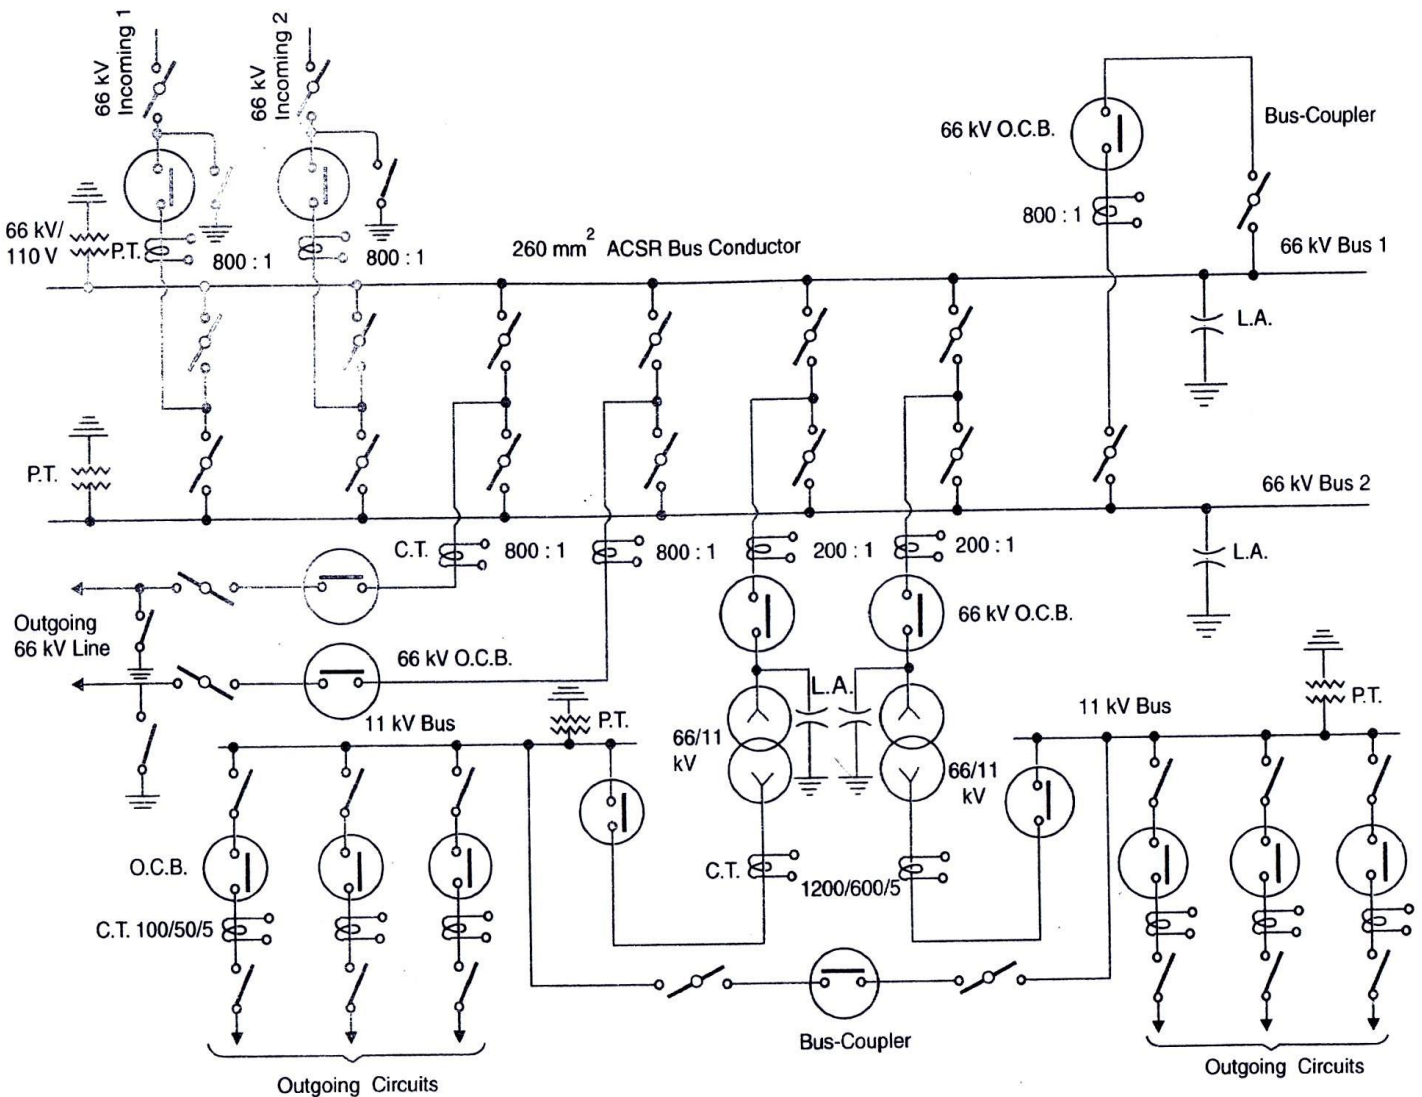 66 kV
Incoming 1
66 kV
Incoming 2
66 kV O.C.B.
Bus-Coupler
800 : 1
66 kV/
110 V
P.T.
800 : 1
800 : 1
260 mm² ACSR Bus Conductor
66 kV Bus 1
L.A.
P.T.
66 kV Bus 2
C.T.
800 : 1
800 : 1
200 : 1
200 : 1
L.A.
Outgoing
66 kV Line
66 kV O.C.B.
66 kV O.C.B.
L.A.
11 kV Bus
P.T.
66/11
kV
66/11
kV
11 kV Bus
P.T.
O.C.B.
C.T.
1200/600/5
C.T. 100/50/5
Bus-Coupler
Outgoing Circuits
Outgoing Circuits